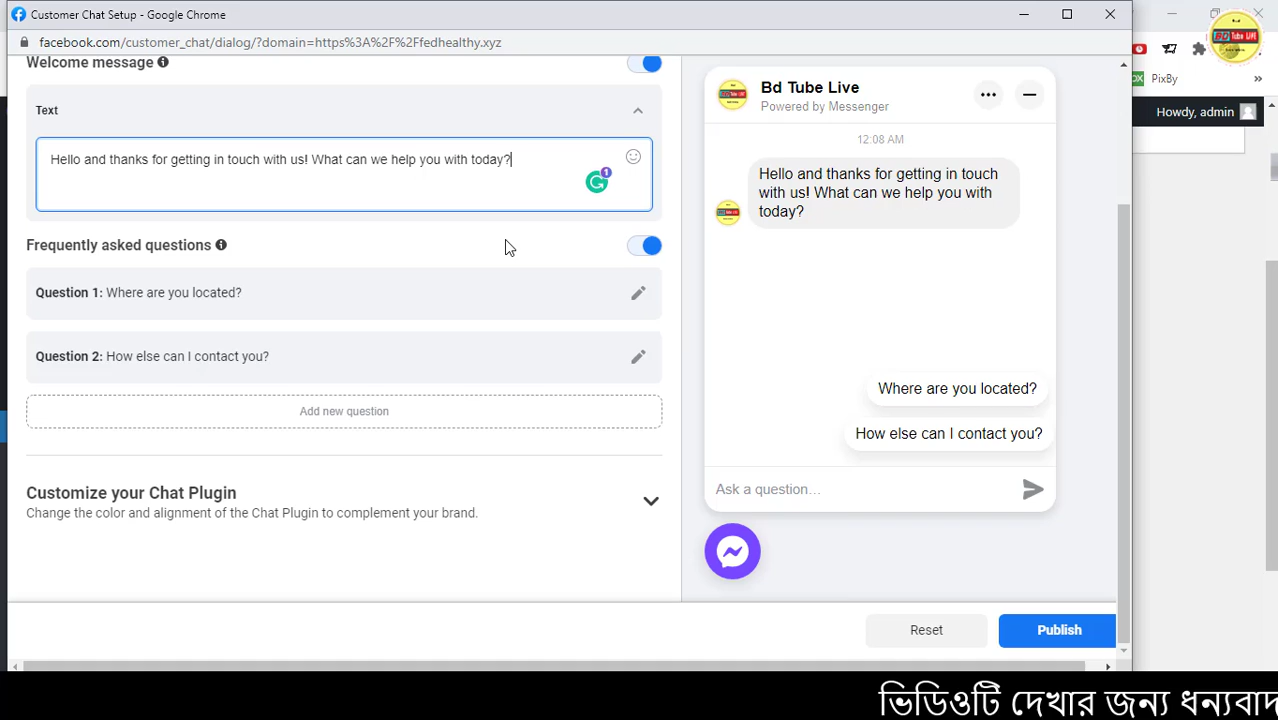 Customer Chat Setup - Google Chrome
facebook.com/customer_chat/dialog/?domain=https%3A%2F%2Ffedhealthy.xyz
PixBy
»
Howdy, admin
Welcome message
Text
Hello and thanks for getting in touch with us! What can we help you with today?
1
Frequently asked questions
Question 1: Where are you located?
Question 2: How else can I contact you?
Add new question
Customize your Chat Plugin
Change the color and alignment of the Chat Plugin to complement your brand.
Bd Tube Live
Powered by Messenger
12:08 AM
Hello and thanks for getting in touch
with us! What can we help you with
today?
Where are you located?
How else can I contact you?
Ask a question...
Reset
Publish
ভিডিওটি দেখার জন্য ধন্যবাদ